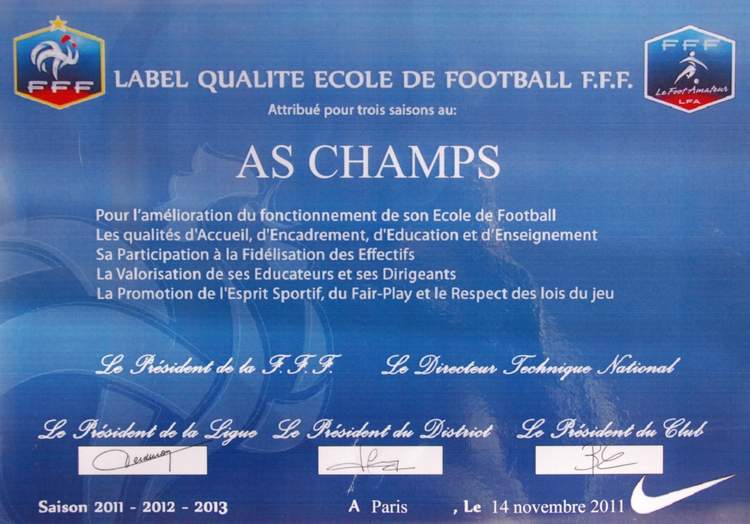 FFF
LABEL QUALITE ECOLE DE FOOTBALL F.F.F.
FFF
Le Foot Amateur
LFA
Attribué pour trois saisons au:
AS CHAMPS
Pour l'amélioration du fonctionnement de son Ecole de Football
Les qualités d'Accueil, d'Encadrement, d'Education et d'Enseignement
Sa Participation à la Fidélisation des Effectifs
La Valorisation de ses Educateurs et ses Dirigeants
La Promotion de l'Esprit Sportif, du Fair-Play et le Respect des lois du jeu
Le Président de la F.F.F. Le Directeur Technique National
Le Président de la Ligue Le Président du District Le Président du Club
Saison 2011 - 2012 - 2013 A Paris , Le 14 novembre 2011